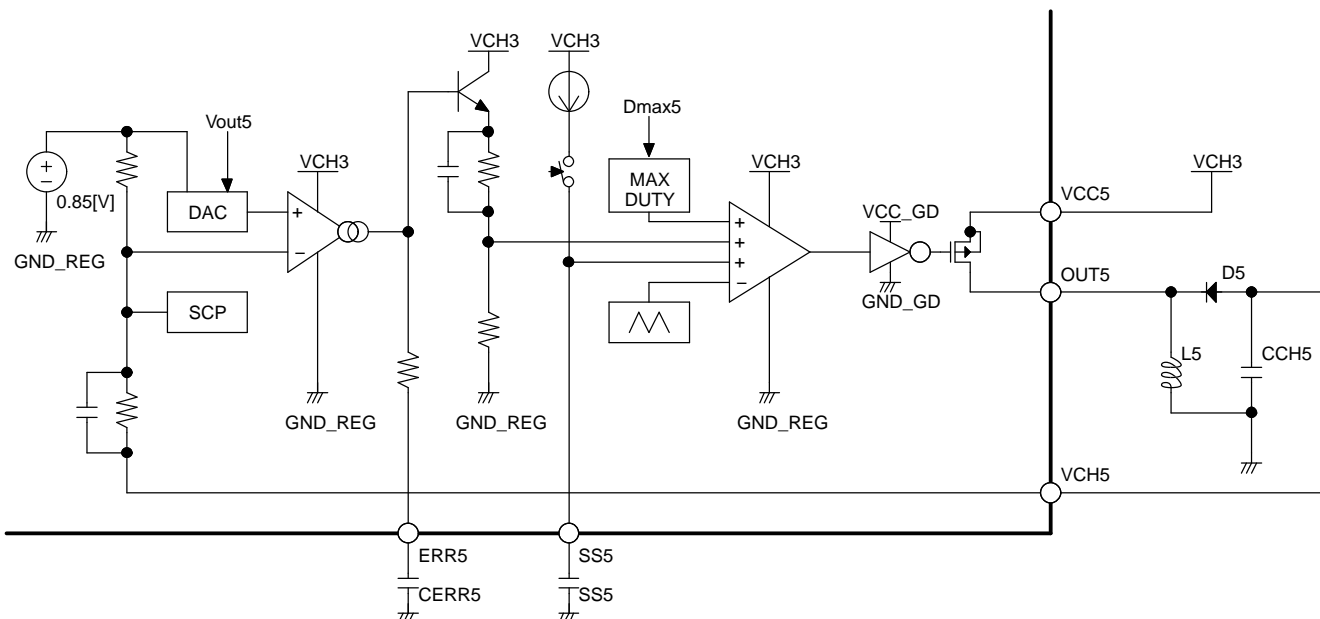 VCH3
VCH3
Dmax5
Vout5
VCH3
VCH3
VCH3
MAX
DUTY
0.85[V]
DAC
+
−
+
−
+
+
+
−
VCC_GD
VCC5
GND_REG
GND_GD
OUT5
D5
SCP
L5
CCH5
GND_REG
GND_REG
GND_REG
VCH5
ERR5
SS5
CERR5
SS5